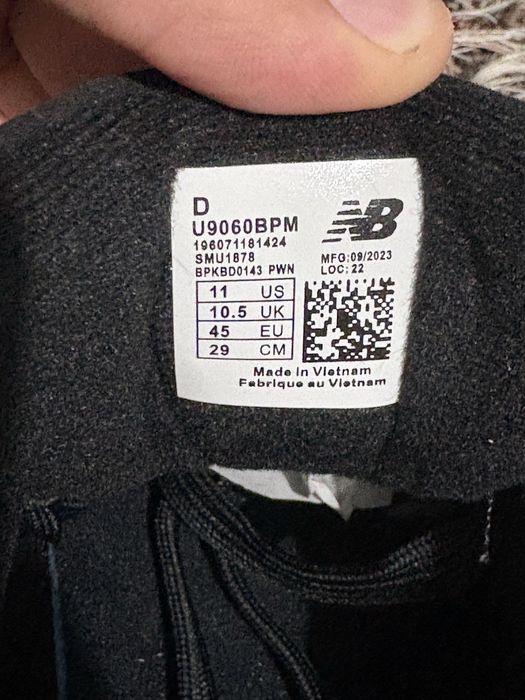 D
U9060BPM
196071181424
SMU1878
BPKBD0143 PWN
NB
MFG:09/2023
LOC: 22
11 US
10.5 UK
45 EU
29 CM
Made in Vietnam
Fabrique au Vietnam